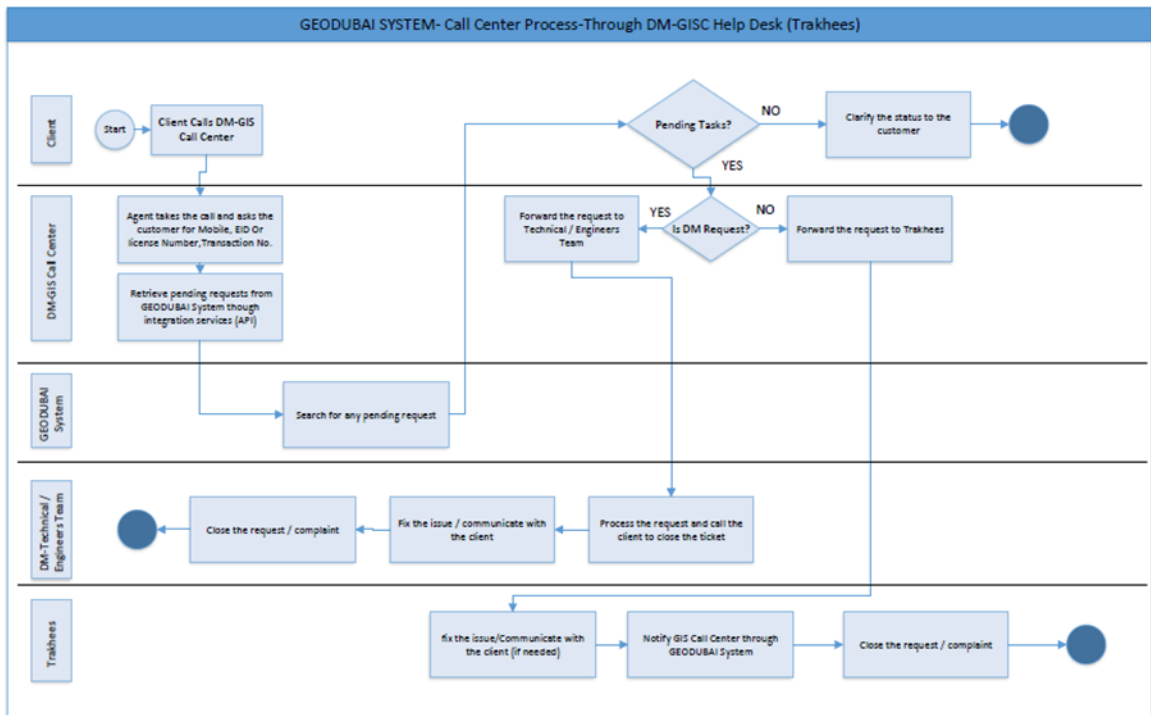 GEODUBAI SYSTEM- Call Center Process-Through DM-GISC Help Desk (Trakhees)
Client
Start
Client Calls DM-GIS
Call Center
Pending Tasks?
NO
Clarify the status to the
customer
YES
DM-GIS Call Center
Agent takes the call and asks the
customer for Mobile, EID Or
license Number,Transaction No.
Forward the request to
Technical / Engineers
Team
YES
Is DM Request?
NO
Forward the request to Trakhees
Retrieve pending requests from
GEODUBAI System though
integration services (API)
GEODUBAI
System
Search for any pending request
DM-Technical /
Engineers Team
Close the request / complaint
Fix the issue / communicate with
the client
Process the request and call the
client to close the ticket
Trakhees
fix the issue/Communicate with
the client (if needed)
Notify GIS Call Center through
GEODUBAI System
Close the request / complaint